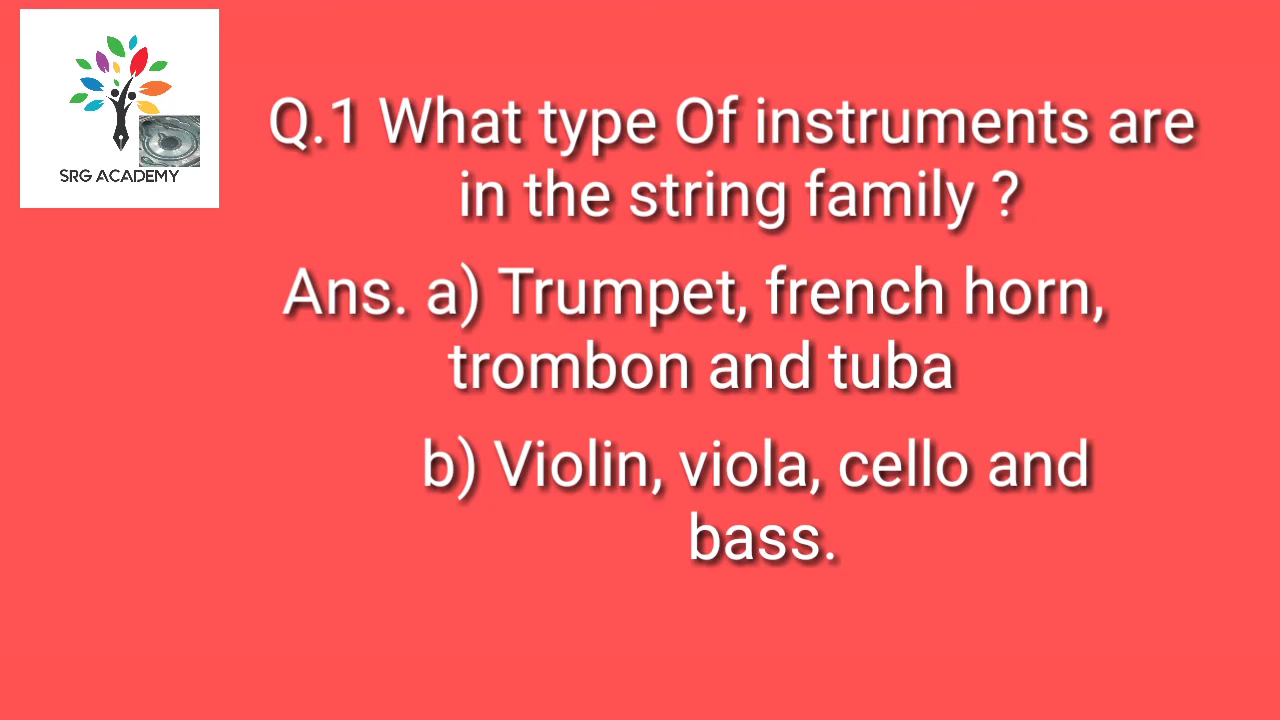 SRG ACADEMY
Q.1 What type Of instruments are
in the string family ?
Ans. a) Trumpet, french horn,
trombon and tuba
b) Violin, viola, cello and
bass.